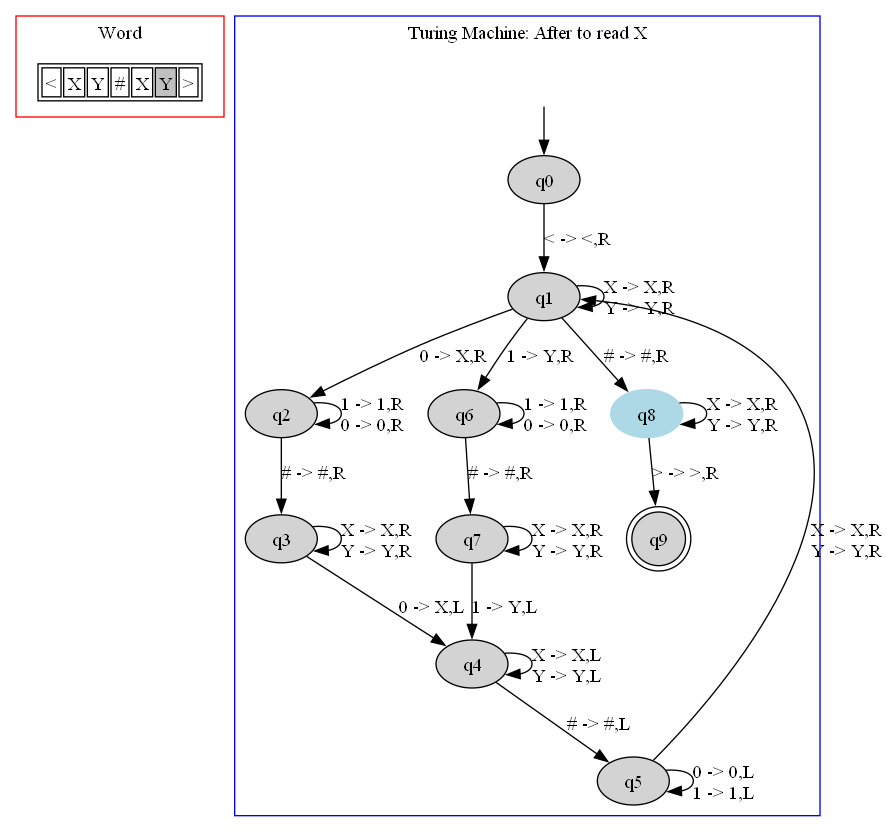 Word
< X Y # X Y >
Turing Machine: After to read X
q0
< -> <,R
q1
X -> X,R
Y -> Y,R
0 -> X,R
1 -> Y,R
# -> #,R
q2
1 -> 1,R
0 -> 0,R
q6
1 -> 1,R
0 -> 0,R
q8
X -> X,R
Y -> Y,R
# -> #,R
# -> #,R
> -> >,R
q3
X -> X,R
Y -> Y,R
q7
X -> X,R
Y -> Y,R
q9
X -> X,R
Y -> Y,R
0 -> X,L
1 -> Y,L
q4
X -> X,L
Y -> Y,L
# -> #,L
q5
0 -> 0,L
1 -> 1,L